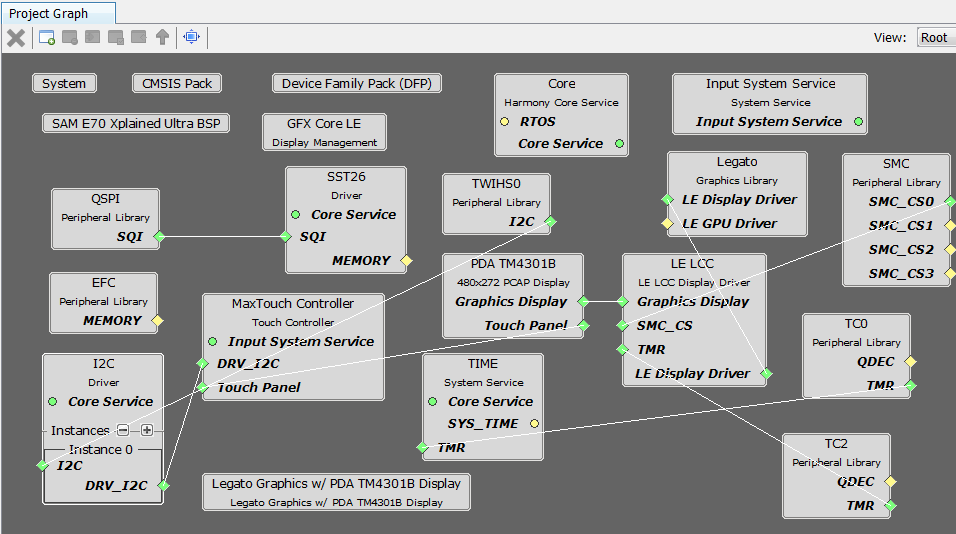 Project Graph
View: Root
System
CMSIS Pack
Device Family Pack (DFP)
SAM E70 Xplained Ultra BSP
GFX Core LE
Display Management
Core
Harmony Core Service
RTOS
Core Service
Input System Service
System Service
Input System Service
QSPI
Peripheral Library
SQI
SST26
Driver
Core Service
SQI
MEMORY
TWIHS0
Peripheral Library
I2C
Legato
Graphics Library
LE Display Driver
LE GPU Driver
SMC
Peripheral Library
SMC_CS0
SMC_CS1
SMC_CS2
SMC_CS3
EFC
Peripheral Library
MEMORY
MaxTouch Controller
Touch Controller
Input System Service
DRV_I2C
Touch Panel
PDA TM4301B
480x272 PCAP Display
Graphics Display
Touch Panel
LE LCC
LE LCC Display Driver
Graphics Display
SMC_CS
TMR
LE Display Driver
TC0
Peripheral Library
QDEC
TMR
I2C
Driver
Core Service
Instances
Instance 0
I2C
DRV_I2C
TIME
System Service
Core Service
SYS_TIME
TMR
TC2
Peripheral Library
QDEC
TMR
Legato Graphics w/ PDA TM4301B Display
Legato Graphics w/ PDA TM4301B Display